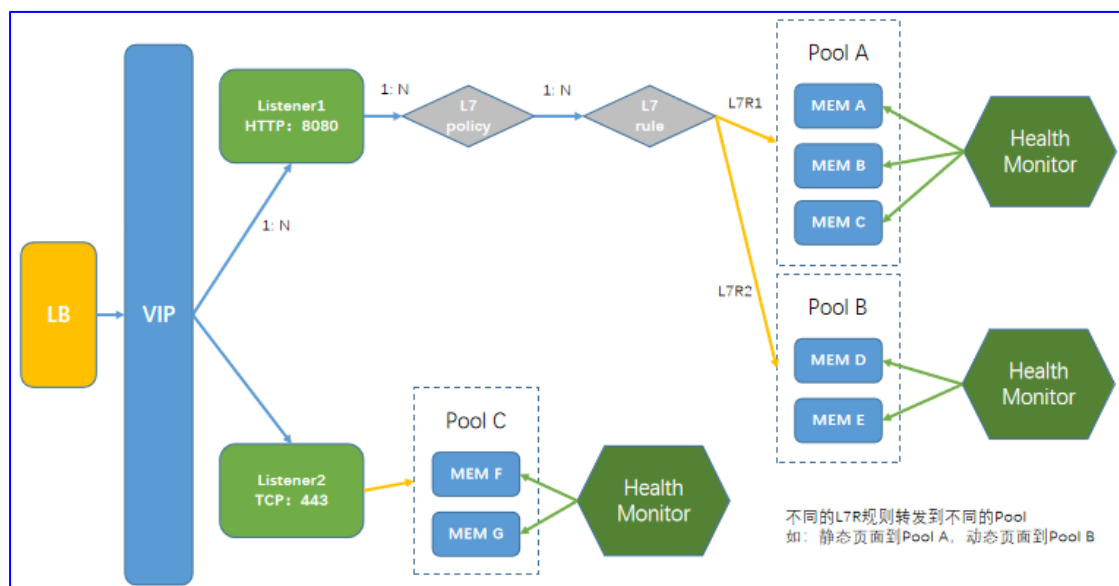 LB
VIP
1: N
Listener1
HTTP: 8080
1: N
L7
policy
1: N
L7
rule
L7R1
L7R2
Pool A
MEM A
MEM B
MEM C
Health
Monitor
Pool B
MEM D
MEM E
Health
Monitor
Listener2
TCP: 443
Pool C
MEM F
MEM G
Health
Monitor
不同的L7R规则转发到不同的Pool
如：静态页面到Pool A，动态页面到Pool B